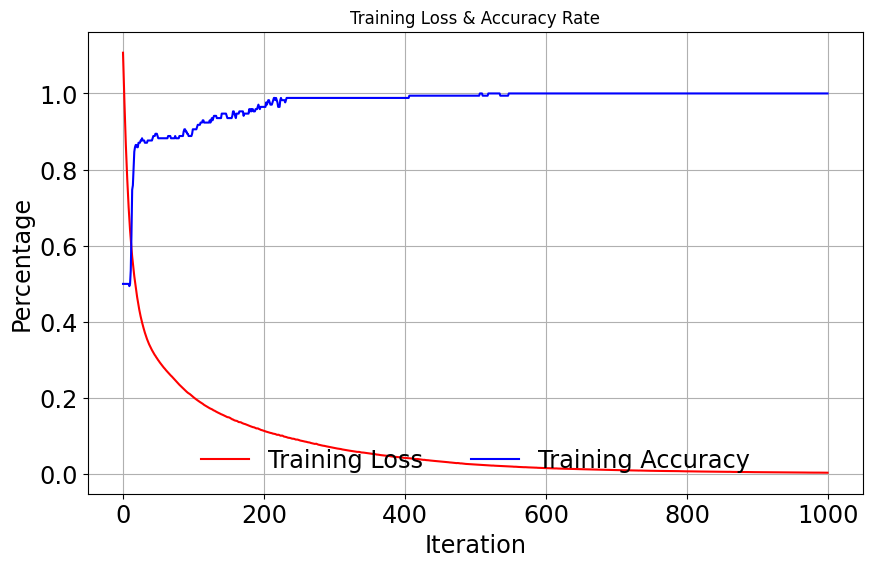 Training Loss & Accuracy Rate
Percentage
1.0
0.8
0.6
0.4
0.2
0.0
Training Loss Training Accuracy
0 200 400 600 800 1000
Iteration